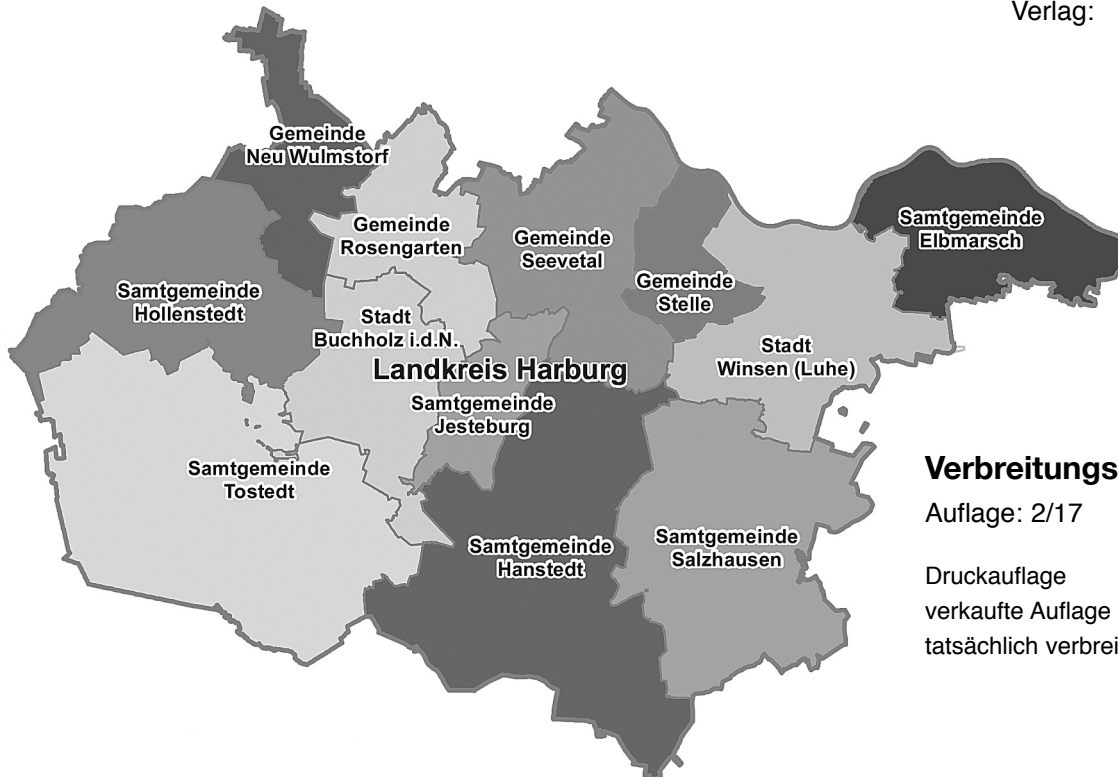 Verlag:
Gemeinde
Neu Wulmstorf
Gemeinde
Rosengarten
Gemeinde
Seevetal
Samtgemeinde
Elbmarsch
Gemeinde
Stelle
Samtgemeinde
Hollenstedt
Stadt
Buchholz i.d.N.
Stadt
Winsen (Luhe)
Landkreis Harburg
Samtgemeinde
Jesteburg
Samtgemeinde
Tostedt
Samtgemeinde
Hanstedt
Samtgemeinde
Salzhausen
Verbreitungs
Auflage: 2/17
Druckauflage
verkaufte Auflage
tatsächlich verbrei